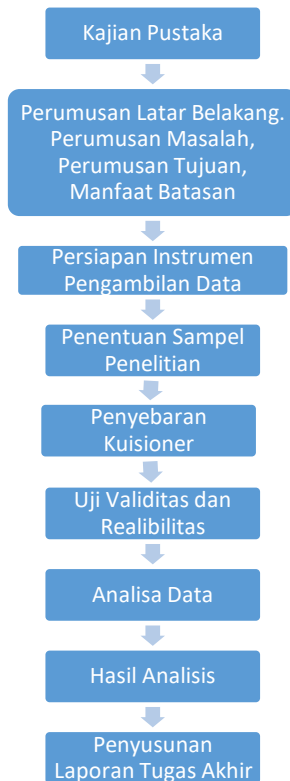 Kajian Pustaka
Perumusan Latar Belakang.
Perumusan Masalah,
Perumusan Tujuan,
Manfaat Batasan
Persiapan Instrumen
Pengambilan Data
Penentuan Sampel
Penelitian
Penyebaran
Kuisioner
Uji Validitas dan
Realibilitas
Analisa Data
Hasil Analisis
Penyusunan
Laporan Tugas Akhir